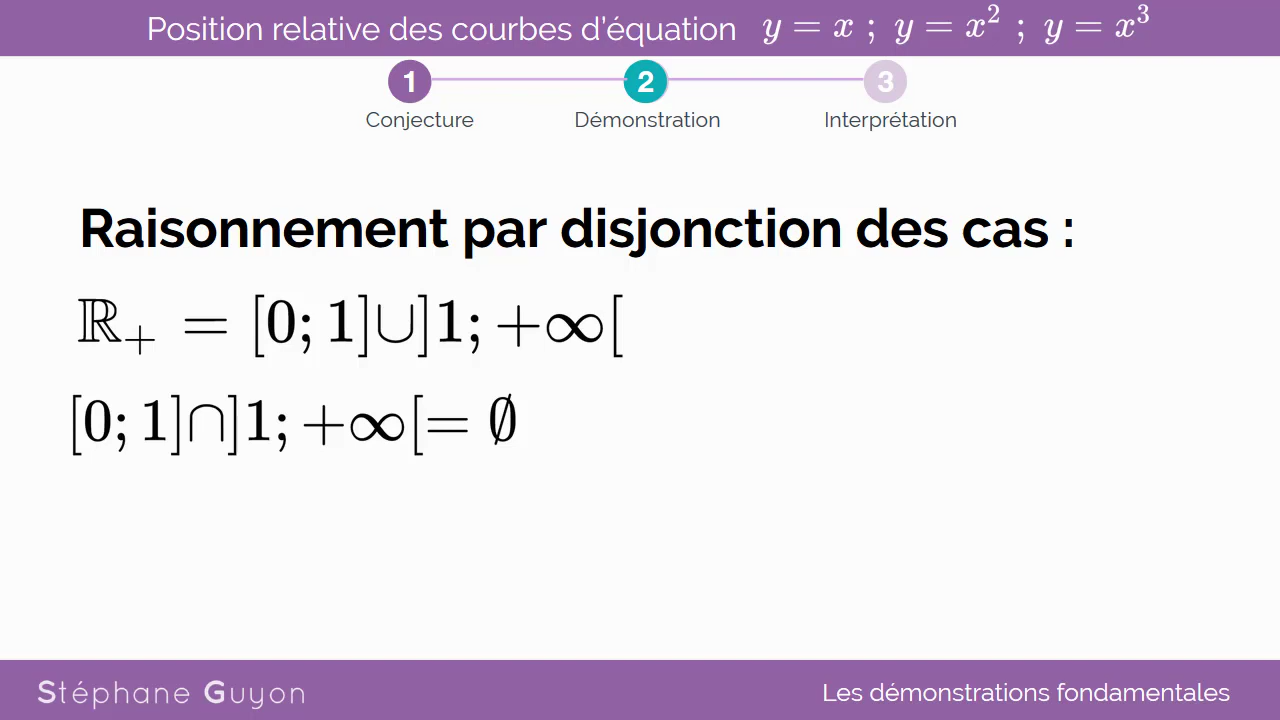 Position relative des courbes d'équation y = x ; y = x² ; y = x³
1 2 3
Conjecture Démonstration Interprétation
Raisonnement par disjonction des cas :
ℝ₊ = [0; 1]∪]1; +∞[
[0; 1]∩]1; +∞[= ∅
Stéphane Guyon Les démonstrations fondamentales